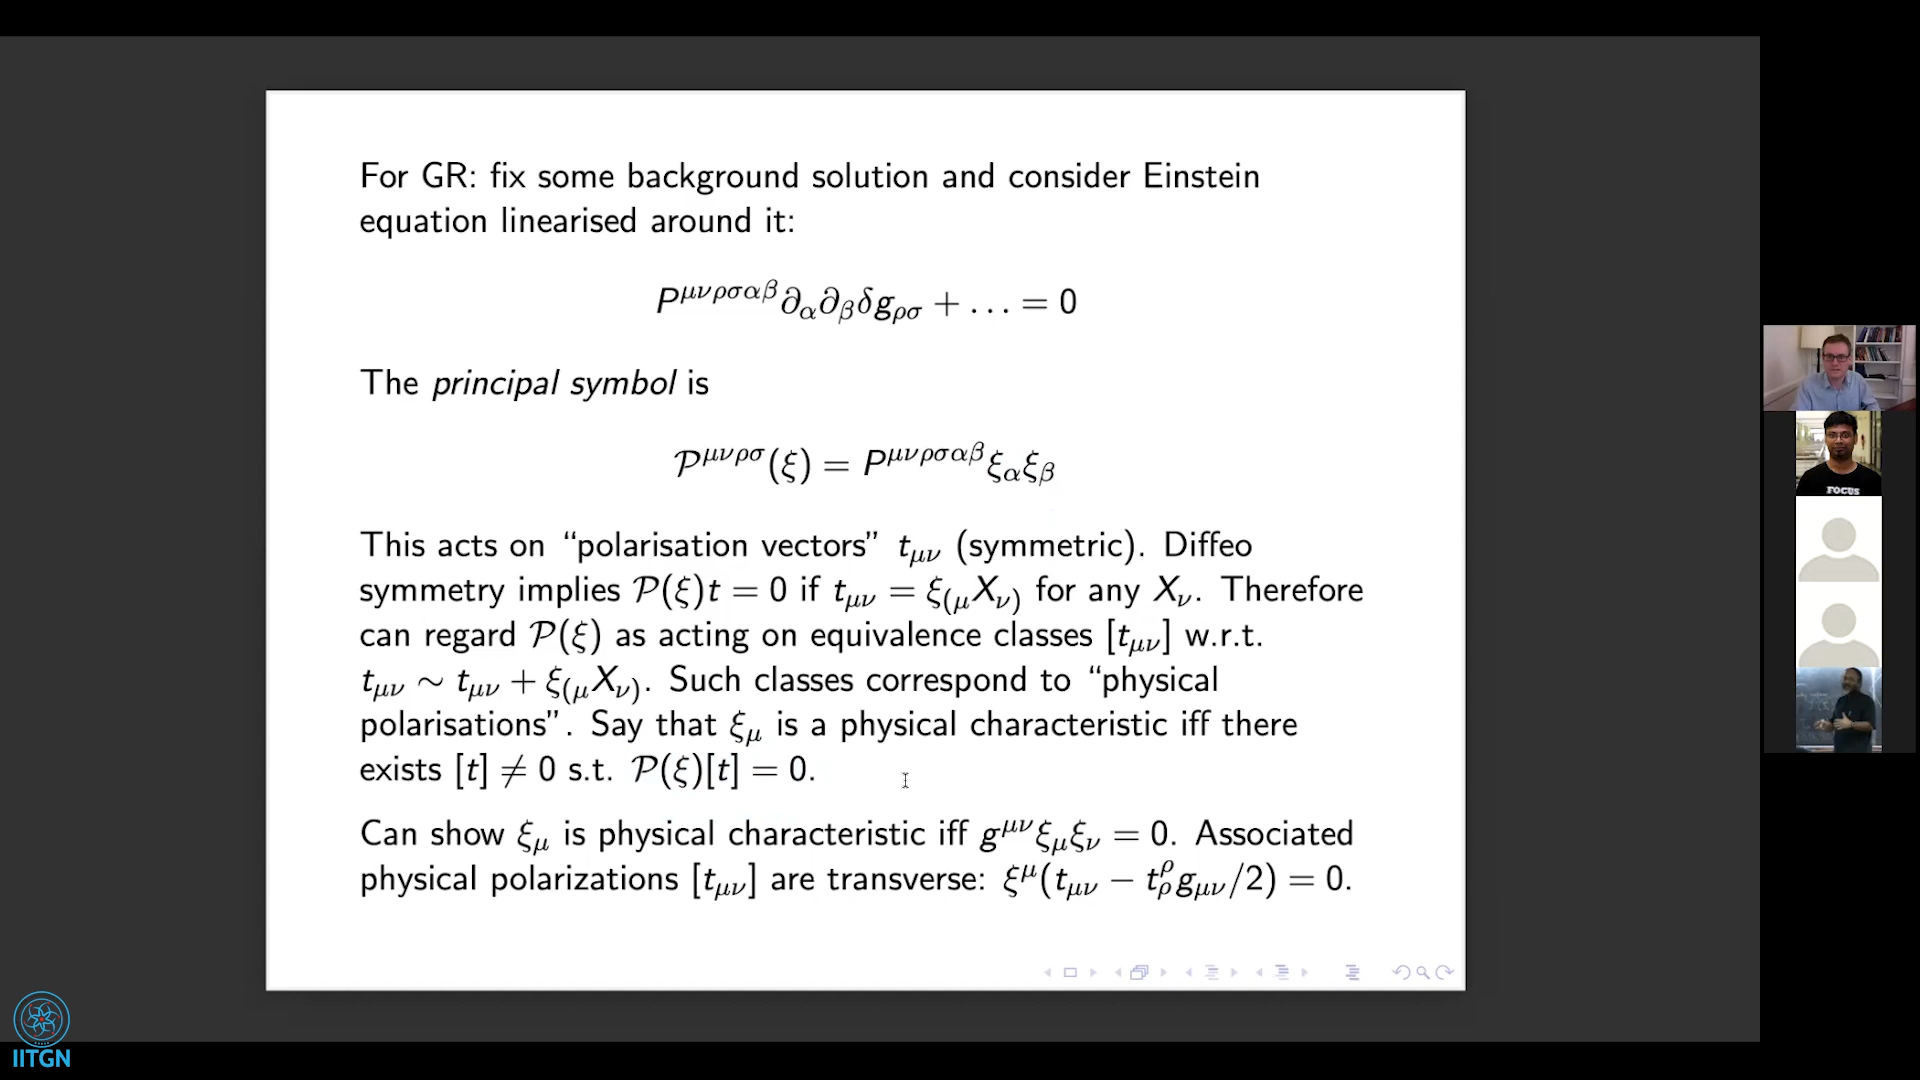 For GR: fix some background solution and consider Einstein
equation linearised around it:
P^{μνρσαβ}∂_α∂_βδg_{ρσ} + … = 0
The principal symbol is
𝒫^{μνρσ}(ξ) = P^{μνρσαβ}ξ_αξ_β
This acts on “polarisation vectors” t_{μν} (symmetric). Diffeo
symmetry implies 𝒫(ξ)t = 0 if t_{μν} = ξ_{(μ}X_{ν)} for any X_ν. Therefore
can regard 𝒫(ξ) as acting on equivalence classes [t_{μν}] w.r.t.
t_{μν} ∼ t_{μν} + ξ_{(μ}X_{ν)}. Such classes correspond to “physical
polarisations”. Say that ξ_μ is a physical characteristic iff there
exists [t] ≠ 0 s.t. 𝒫(ξ)[t] = 0.
Can show ξ_μ is physical characteristic iff g^{μν}ξ_μξ_ν = 0. Associated
physical polarizations [t_{μν}] are transverse: ξ^μ(t_{μν} − t^ρ_ρ g_{μν}/2) = 0.
FOCUS
IITGN